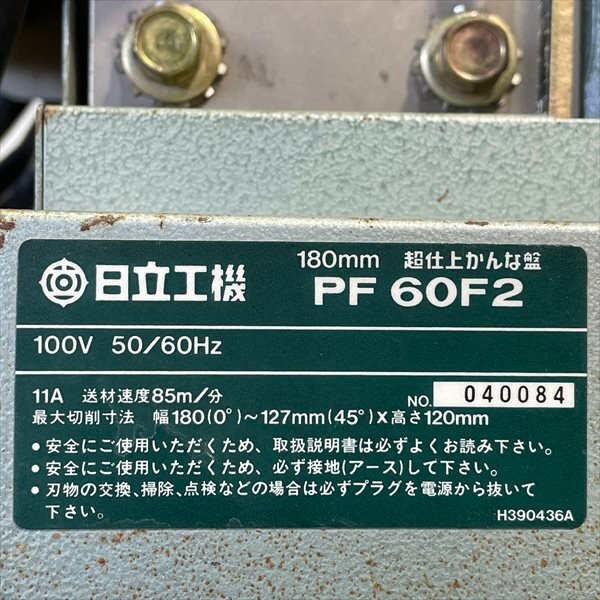 180mm 超仕上かんな盤
日立工機 PF 60F2
100V 50/60Hz
11A 送材速度85m/分 NO. 040084
最大切削寸法 幅180(0°)～127mm(45°)X高さ120mm
•安全にご使用いただくため、取扱説明書は必ずよくお読み下さい。
•安全にご使用いただくため、必ず接地(アース)して下さい。
•刃物の交換、掃除、点検などの場合は必ずプラグを電源から抜いて
下さい。
H390436A